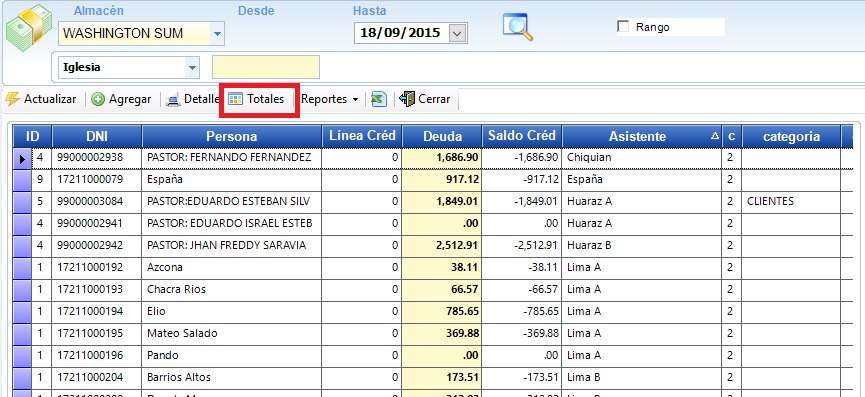 Almacén Desde Hasta
WASHINGTON SUM 18/09/2015 Rango
Iglesia
Actualizar Agregar Detalle Totales Reportes Cerrar
ID DNI Persona Línea Créd Deuda Saldo Créd Asistente c categoria
4 99000002938 PASTOR: FERNANDO FERNANDEZ 0 1,686.90 -1,686.90 Chiquian 2
9 17211000079 España 0 917.12 -917.12 España 2
5 99000003084 PASTOR:EDUARDO ESTEBAN SILV 0 1,849.01 -1,849.01 Huaraz A 2 CLIENTES
4 99000002941 PASTOR: EDUARDO ISRAEL ESTEB 0 .00 .00 Huaraz A 2
4 99000002942 PASTOR: JHAN FREDDY SARAVIA 0 2,512.91 -2,512.91 Huaraz B 2
1 17211000192 Azcona 0 38.11 -38.11 Lima A 2
1 17211000193 Chacra Rios 0 66.57 -66.57 Lima A 2
1 17211000194 Elio 0 785.65 -785.65 Lima A 2
1 17211000195 Mateo Salado 0 369.88 -369.88 Lima A 2
1 17211000196 Pando 0 .00 .00 Lima A 2
1 17211000204 Barrios Altos 0 173.51 -173.51 Lima B 2